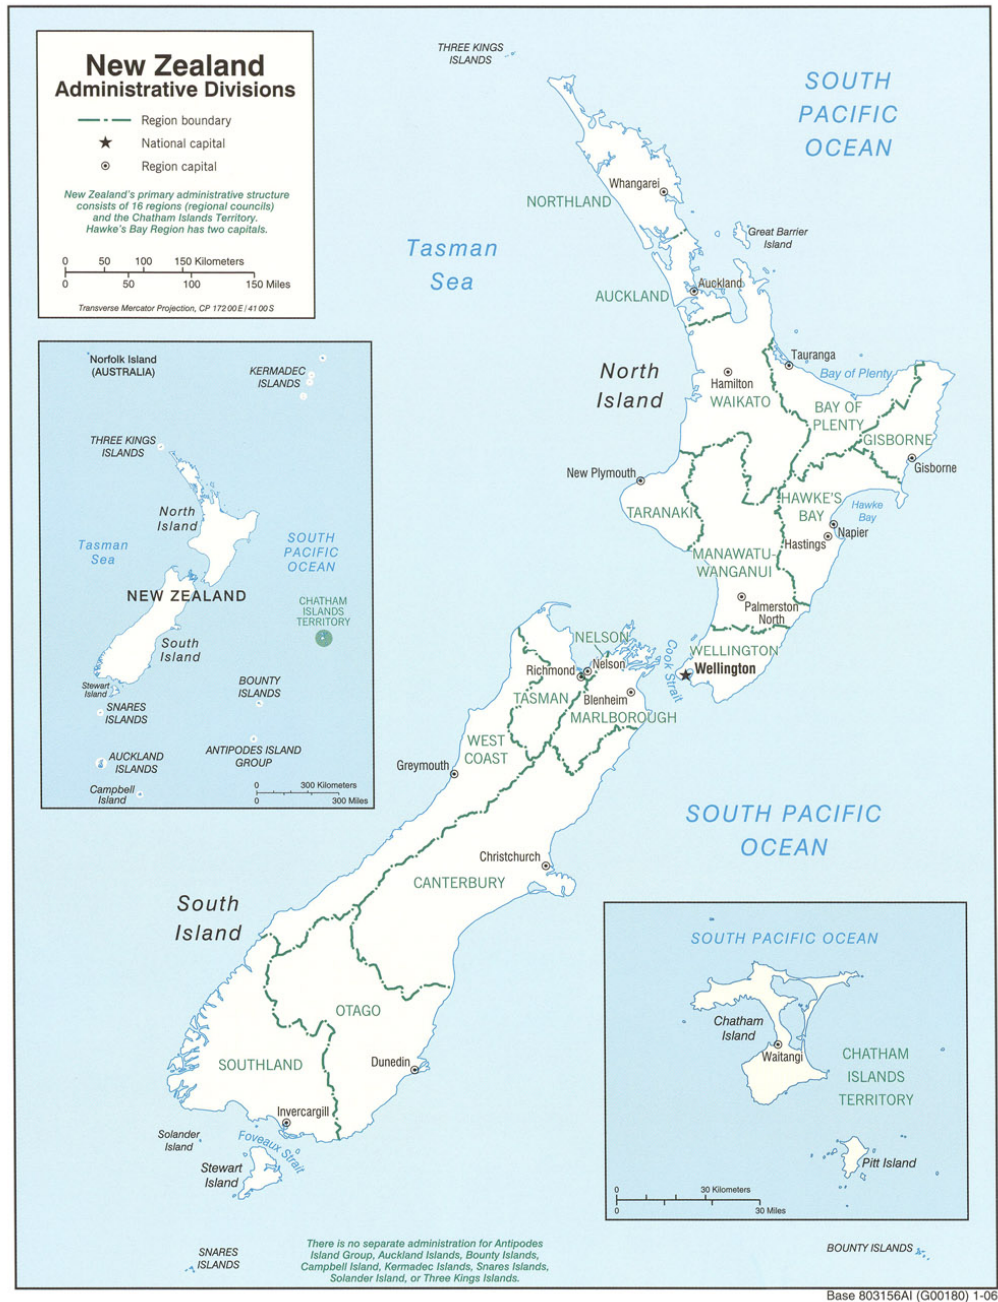 New Zealand
Administrative Divisions
Region boundary
National capital
Region capital
New Zealand's primary administrative structure
consists of 16 regions (regional councils)
and the Chatham Islands Territory.
Hawke's Bay Region has two capitals.
0 50 100 150 Kilometers
0 50 100 150 Miles
Transverse Mercator Projection, CP 172 00 E / 41 00 S
THREE KINGS
ISLANDS
SOUTH
PACIFIC
OCEAN
Whangarei
NORTHLAND
Great Barrier
Island
Tasman
Sea
Auckland
AUCKLAND
North
Island
Tauranga
Bay of Plenty
Hamilton
WAIKATO
BAY OF
PLENTY
GISBORNE
Gisborne
New Plymouth
TARANAKI
HAWKE'S
BAY
Hawke
Bay
Napier
Hastings
MANAWATU-
WANGANUI
Palmerston
North
WELLINGTON
Wellington
Cook Strait
NELSON
Nelson
Richmond
TASMAN
Blenheim
MARLBOROUGH
WEST
COAST
Greymouth
SOUTH PACIFIC
OCEAN
Christchurch
CANTERBURY
South
Island
OTAGO
SOUTHLAND
Dunedin
Invercargill
Solander
Island
Foveaux Strait
Stewart
Island
SNARES
ISLANDS
There is no separate administration for Antipodes
Island Group, Auckland Islands, Bounty Islands,
Campbell Island, Kermadec Islands, Snares Islands,
Solander Island, or Three Kings Islands.
BOUNTY ISLANDS
Norfolk Island
(AUSTRALIA)
KERMADEC
ISLANDS
THREE KINGS
ISLANDS
North
Island
Tasman
Sea
SOUTH
PACIFIC
OCEAN
NEW ZEALAND
CHATHAM
ISLANDS
TERRITORY
South
Island
Stewart
Island
BOUNTY
ISLANDS
SNARES
ISLANDS
ANTIPODES ISLAND
GROUP
AUCKLAND
ISLANDS
Campbell
Island
0 300 Kilometers
0 300 Miles
SOUTH PACIFIC OCEAN
Chatham
Island
Waitangi
CHATHAM
ISLANDS
TERRITORY
Pitt Island
0 30 Kilometers
0 30 Miles
Base 803156AI (G00180) 1-06